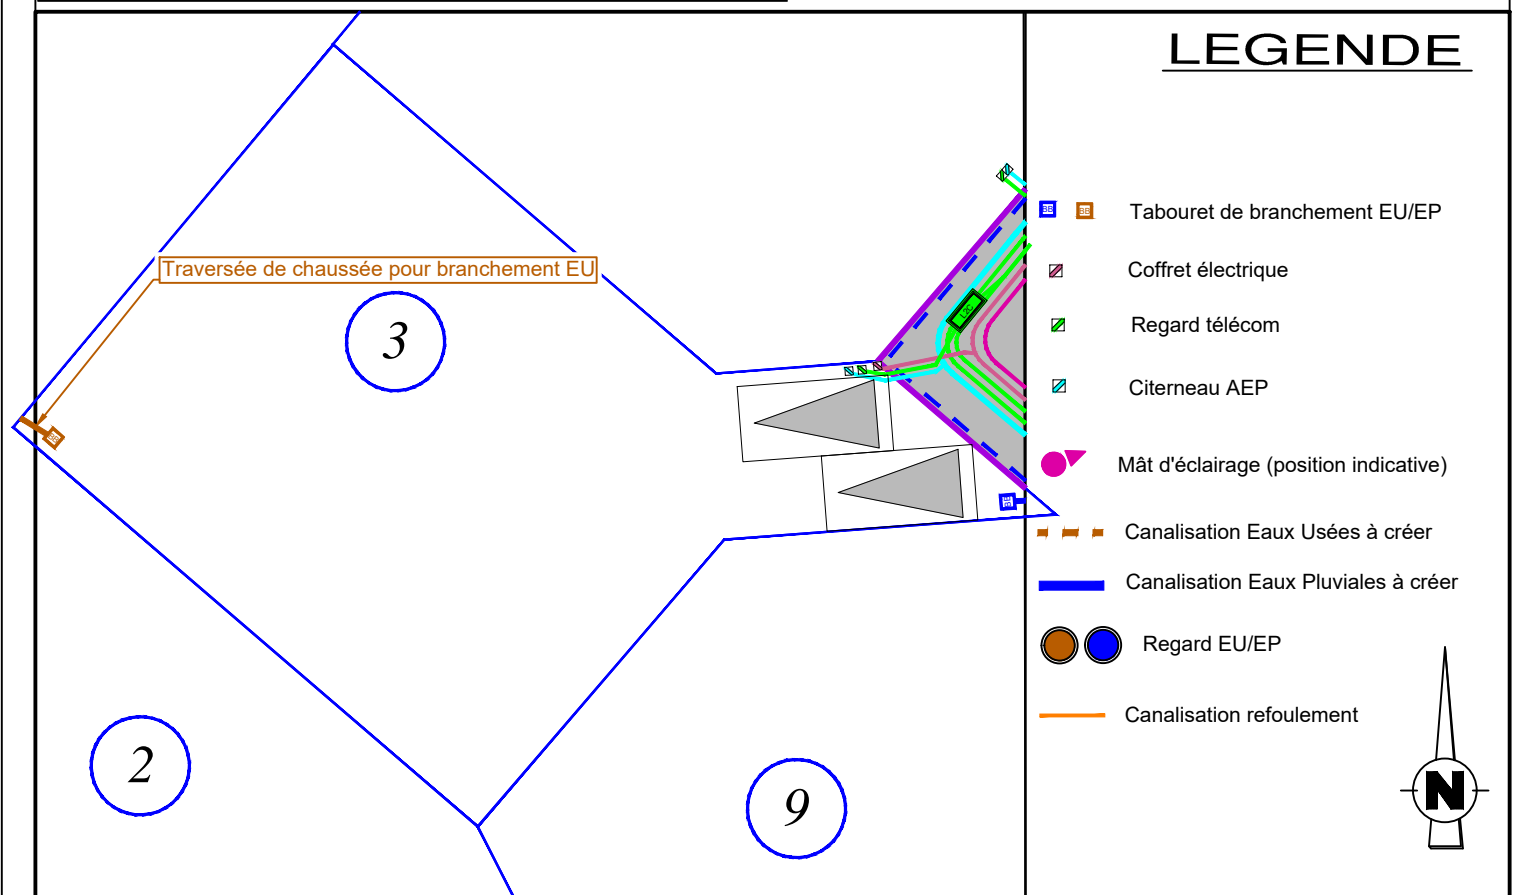 LEGENDE
Tabouret de branchement EU/EP
Traversée de chaussée pour branchement EU
Coffret électrique
3
Regard télécom
L2C
Citerneau AEP
Mât d'éclairage (position indicative)
Canalisation Eaux Usées à créer
Canalisation Eaux Pluviales à créer
Regard EU/EP
Canalisation refoulement
2
9
N